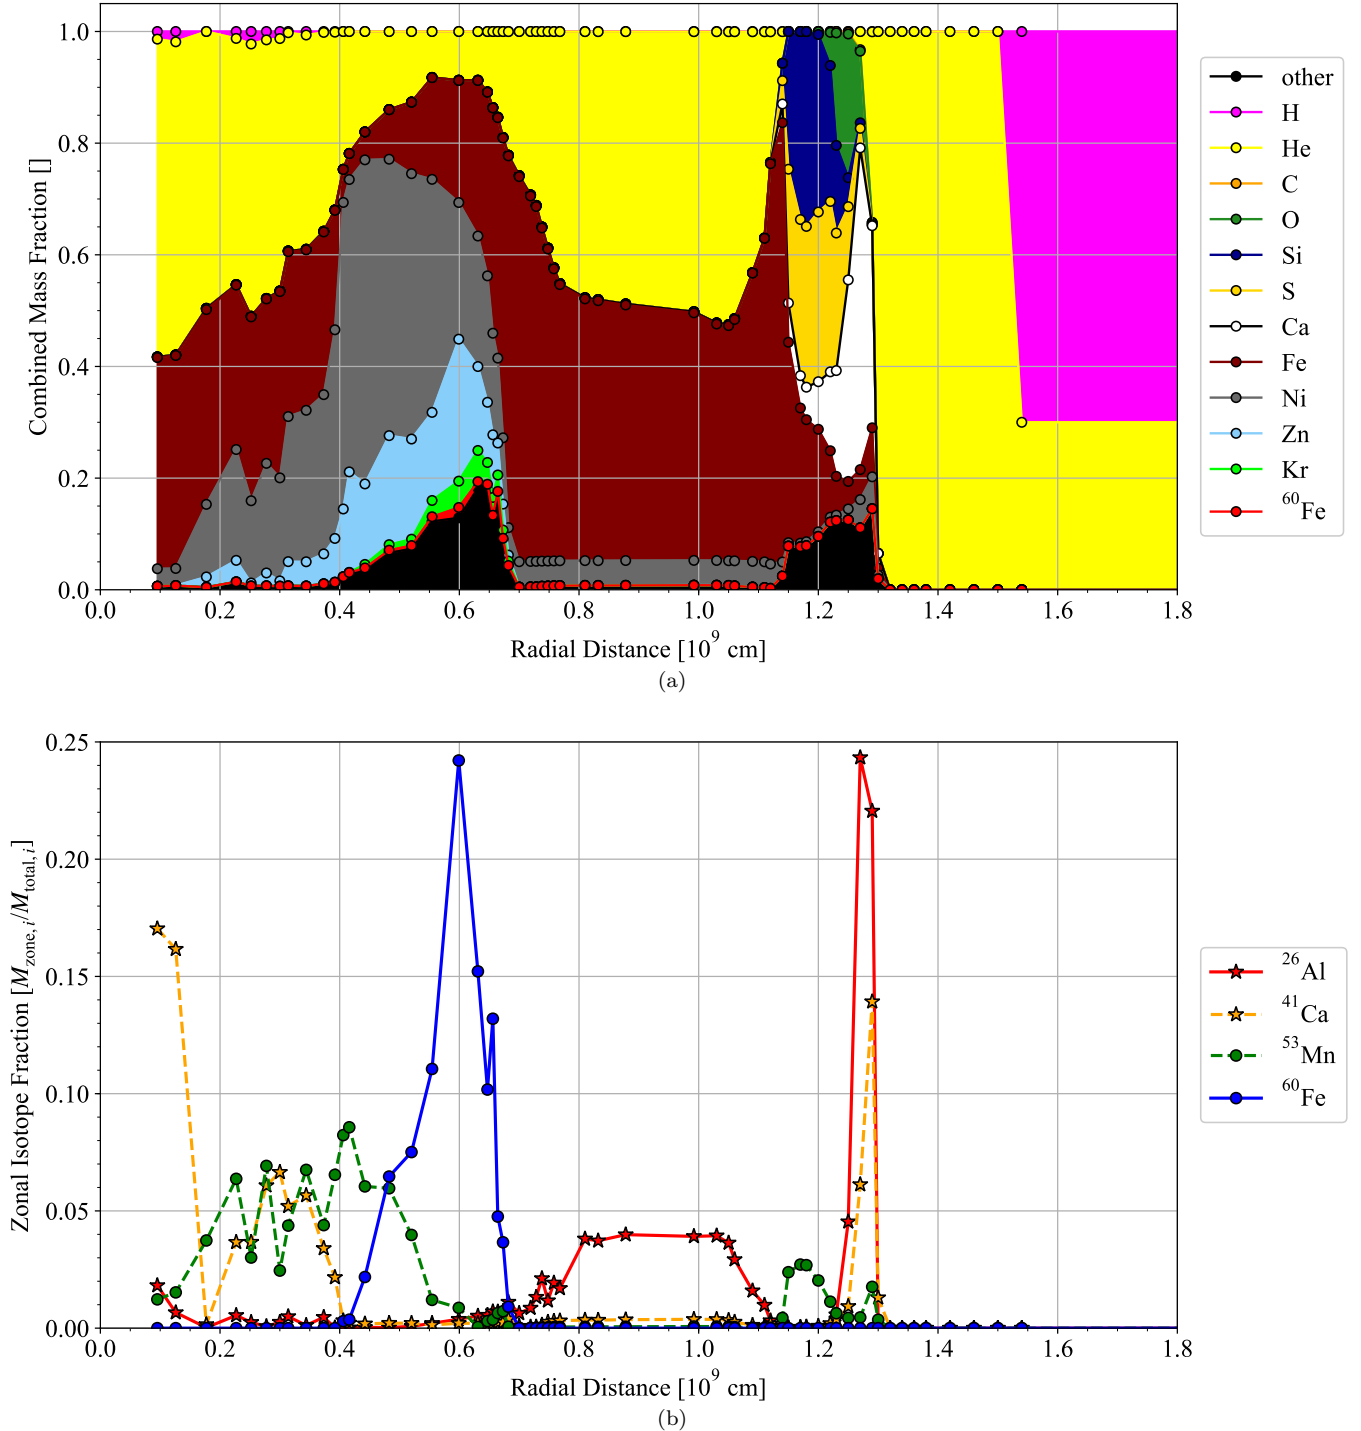 1.0
0.8
0.6
0.4
0.2
0.0
Combined Mass Fraction []
0.0 0.2 0.4 0.6 0.8 1.0 1.2 1.4 1.6 1.8
Radial Distance [10⁹ cm]
other
H
He
C
O
Si
S
Ca
Fe
Ni
Zn
Kr
⁶⁰Fe
(a)
0.25
0.20
0.15
0.10
0.05
0.00
Zonal Isotope Fraction [M_zone,i/M_total,i]
0.0 0.2 0.4 0.6 0.8 1.0 1.2 1.4 1.6 1.8
Radial Distance [10⁹ cm]
²⁶Al
⁴¹Ca
⁵³Mn
⁶⁰Fe
(b)